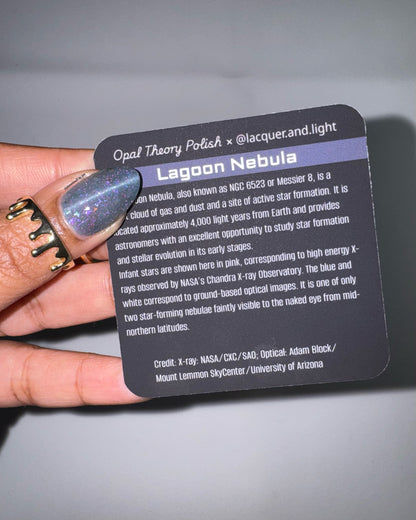 Opal Theory Polish × @lacquer.and.light
Lagoon Nebula
Nebula, also known as NGC 6523 or Messier 8, is a
cloud of gas and dust and a site of active star formation. It is
located approximately 4,000 light years from Earth and provides
astronomers with an excellent opportunity to study star formation
and stellar evolution in its early stages.
Infant stars are shown here in pink, corresponding to high energy X-
rays observed by NASA's Chandra X-ray Observatory. The blue and
white correspond to ground-based optical images. It is one of only
two star-forming nebulae faintly visible to the naked eye from mid-
northern latitudes.
Credit: X-ray: NASA/CXC/SAO; Optical: Adam Block/
Mount Lemmon SkyCenter/University of Arizona